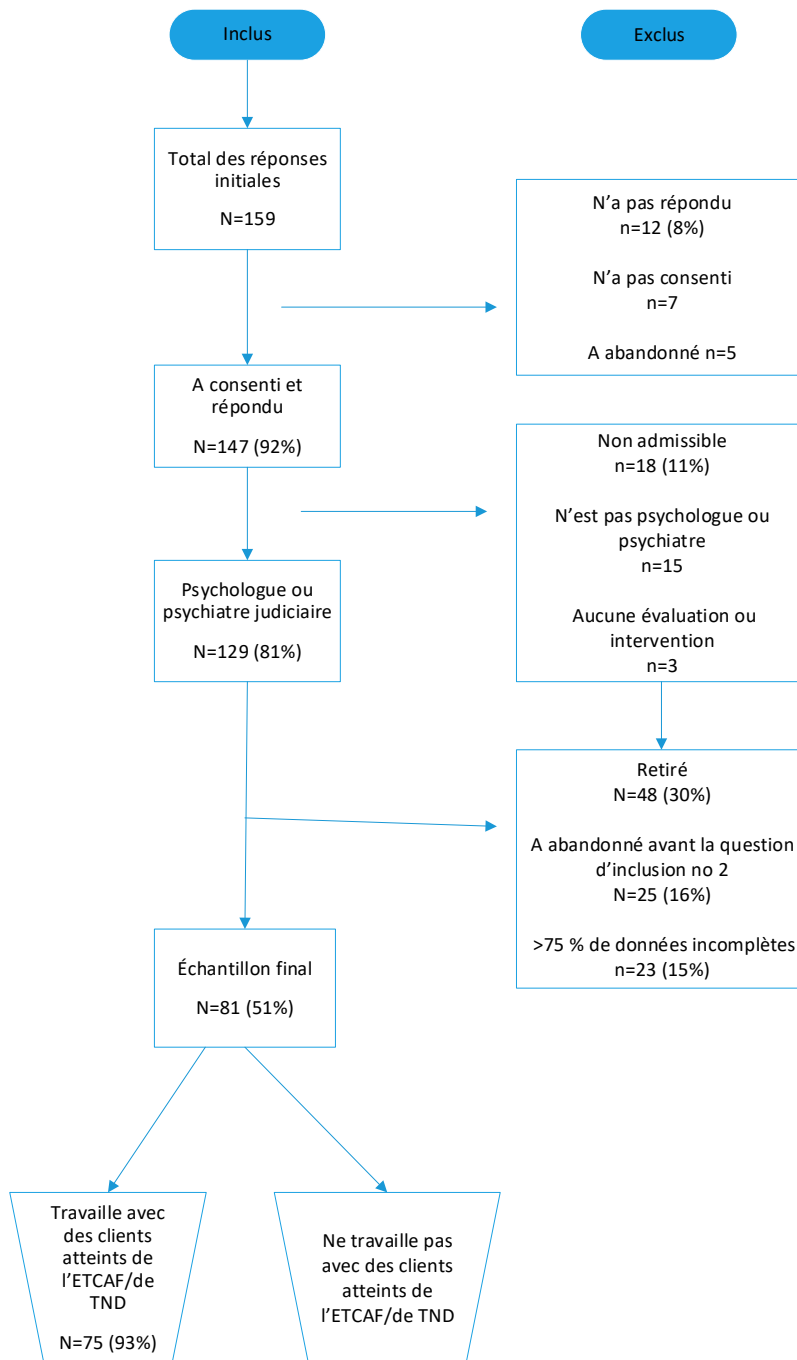 Inclus
Exclus
Total des réponses
initiales
N=159
N'a pas répondu
n=12 (8%)
N'a pas consenti
n=7
A abandonné n=5
A consenti et
répondu
N=147 (92%)
Non admissible
n=18 (11%)
N'est pas psychologue ou
psychiatre
n=15
Aucune évaluation ou
intervention
n=3
Psychologue ou
psychiatre judiciaire
N=129 (81%)
Retiré
N=48 (30%)
A abandonné avant la question
d'inclusion no 2
N=25 (16%)
>75 % de données incomplètes
n=23 (15%)
Échantillon final
N=81 (51%)
Travaille avec
des clients
atteints de
l'ETCAF/de
TND
N=75 (93%)
Ne travaille pas
avec des clients
atteints de
l'ETCAF/de TND